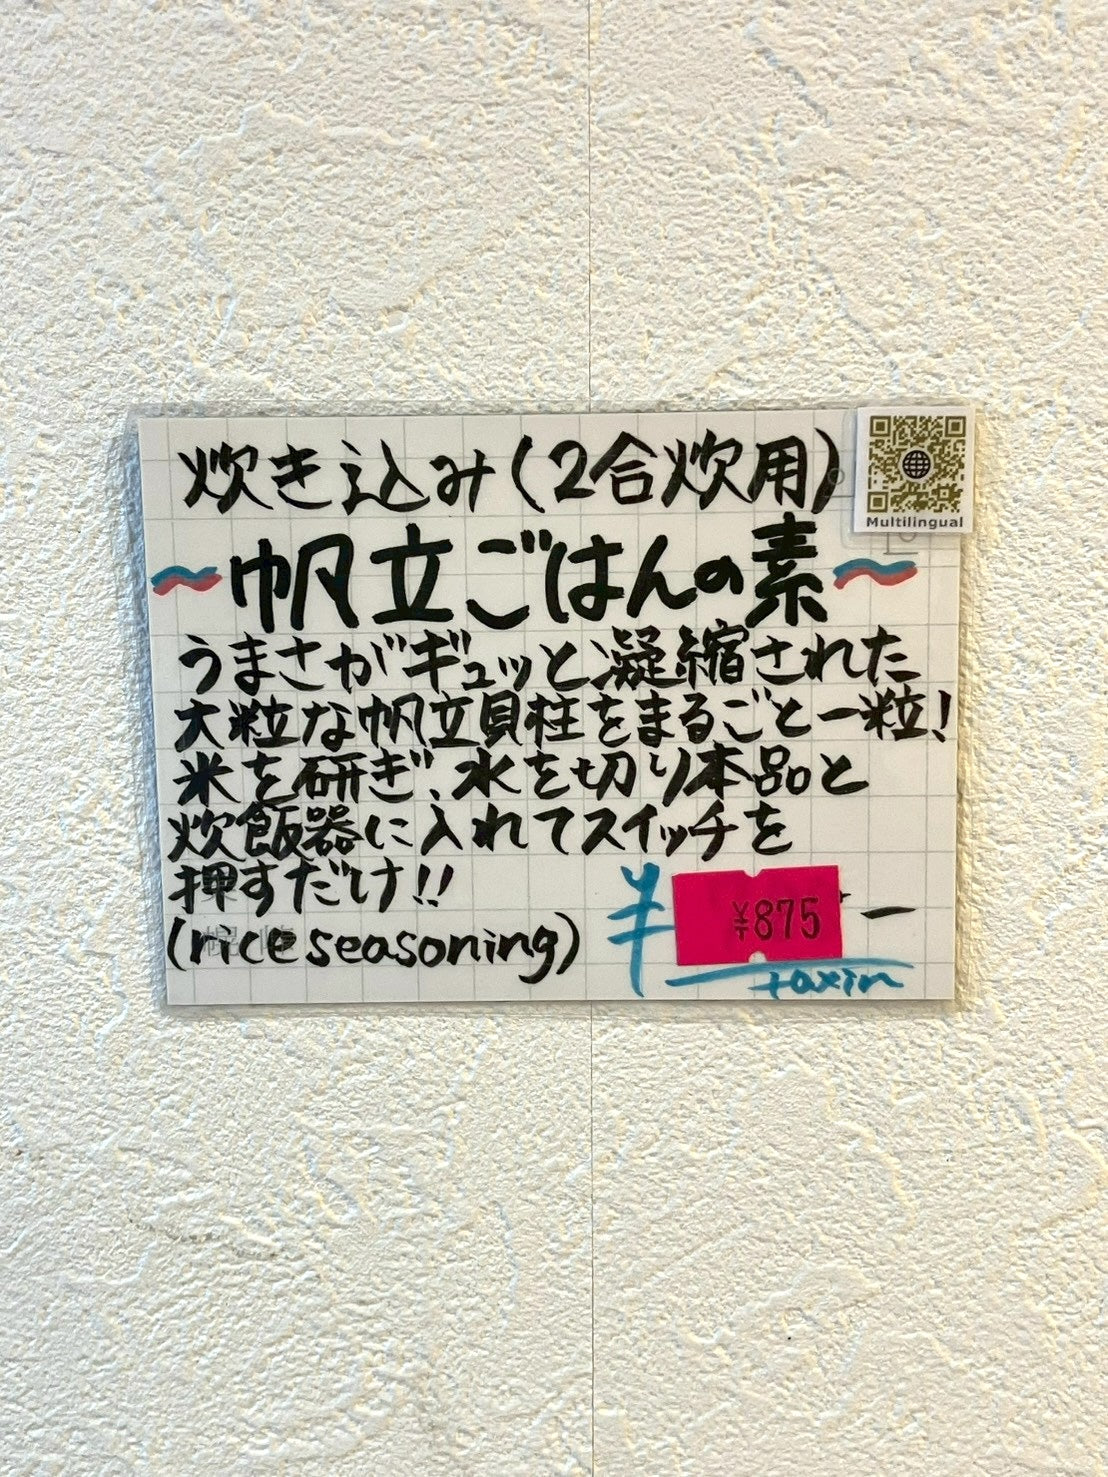 炊き込み(2合炊用)
Multilingual
~帆立ごはんの素~
うまさがギュッと凝縮された
大粒な帆立貝柱をまるごと一粒!
米を研ぎ、水を切り本品と
炊飯器に入れてスイッチを
押すだけ!!
(rice seasoning)
¥ ¥875 -
taxin